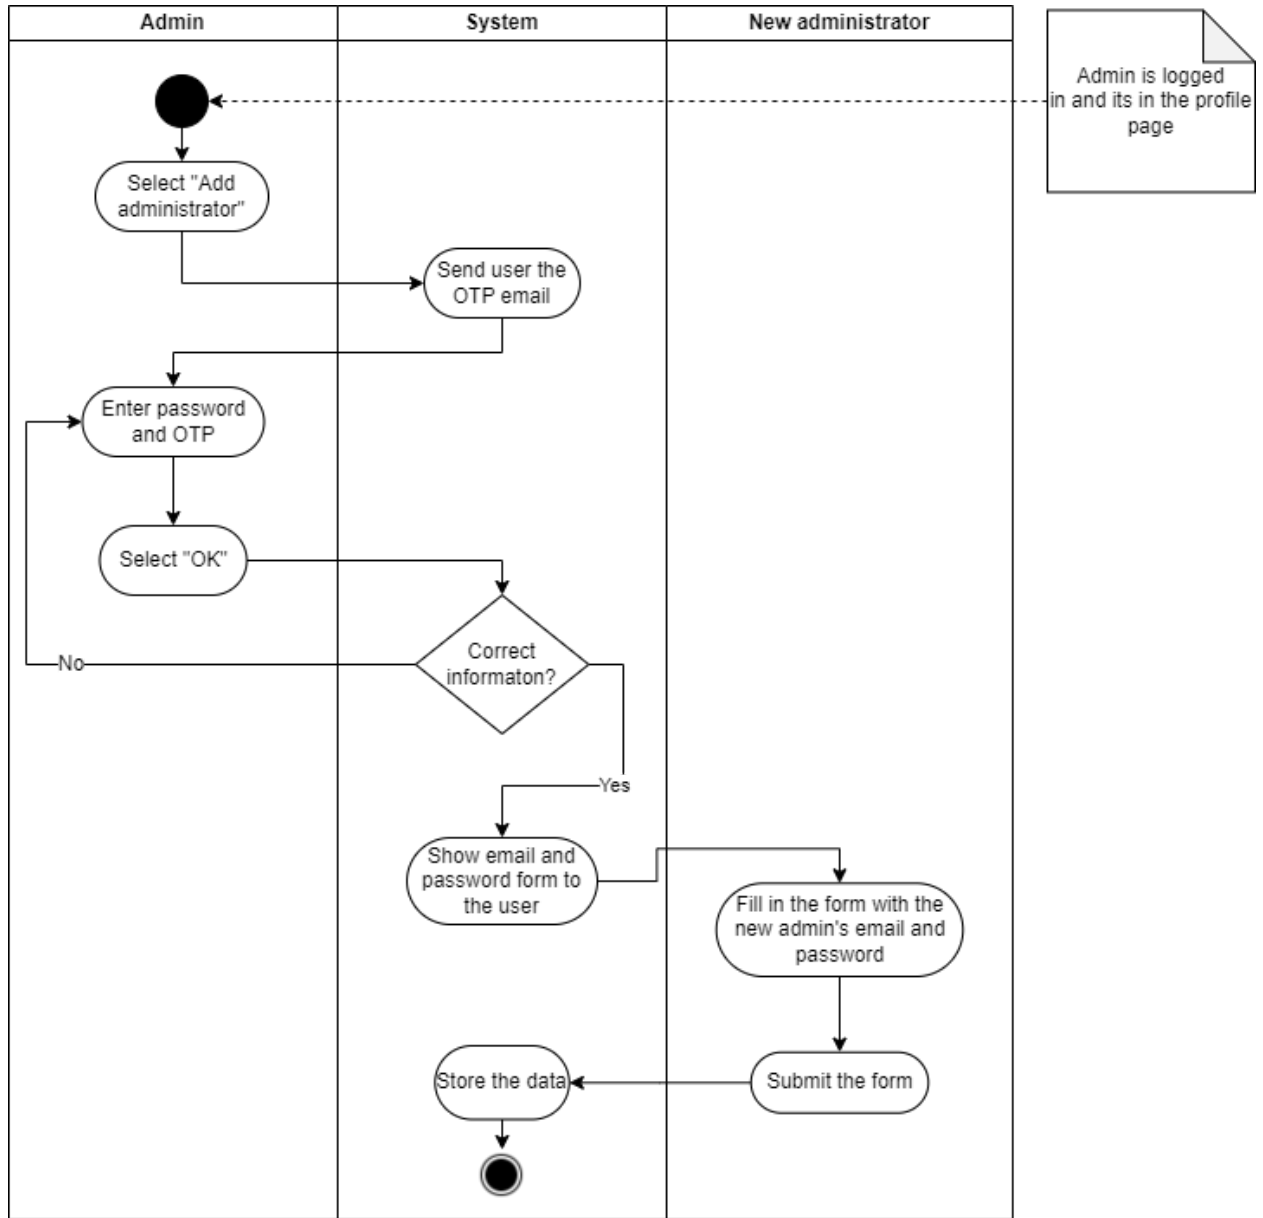 Admin
System
New administrator
Admin is logged
in and its in the profile
page
Select "Add
administrator"
Send user the
OTP email
Enter password
and OTP
Select "OK"
Correct
informaton?
No
Yes
Show email and
password form to
the user
Fill in the form with the
new admin's email and
password
Store the data
Submit the form